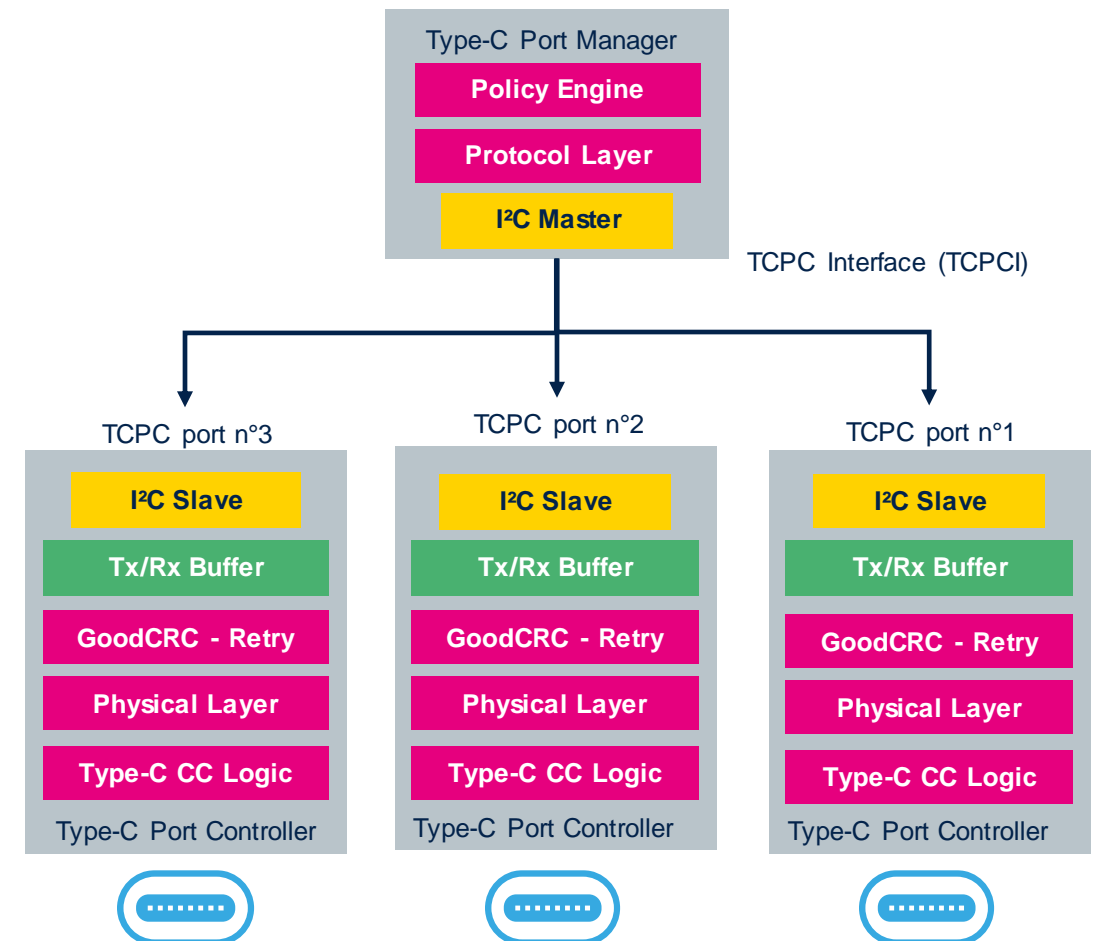 Type-C Port Manager
Policy Engine
Protocol Layer
I²C Master
TCPC Interface (TCPCI)
TCPC port n°3
I²C Slave
Tx/Rx Buffer
GoodCRC - Retry
Physical Layer
Type-C CC Logic
Type-C Port Controller
TCPC port n°2
I²C Slave
Tx/Rx Buffer
GoodCRC - Retry
Physical Layer
Type-C CC Logic
Type-C Port Controller
TCPC port n°1
I²C Slave
Tx/Rx Buffer
GoodCRC - Retry
Physical Layer
Type-C CC Logic
Type-C Port Controller